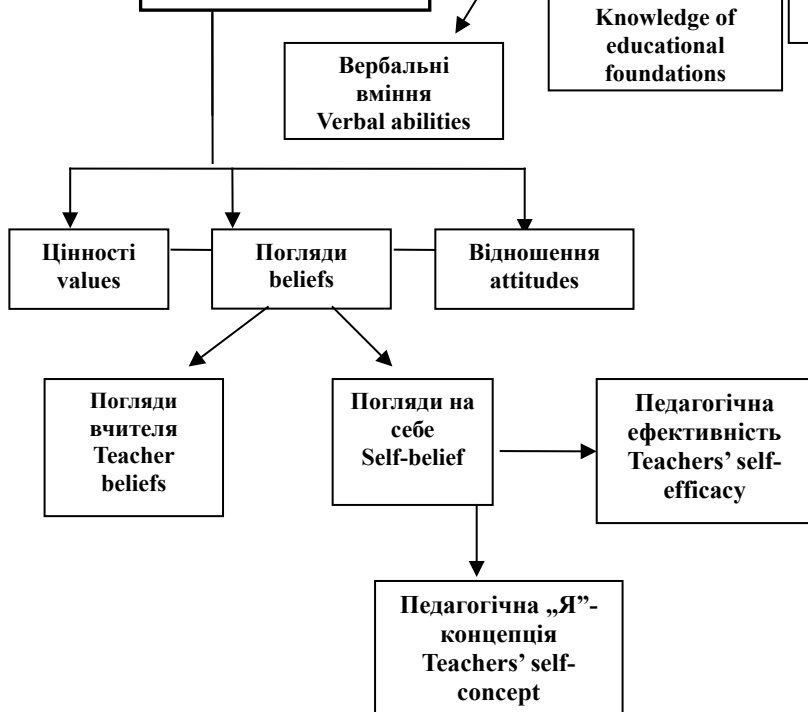 Knowledge of
educational
foundations
Вербальні
вміння
Verbal abilities
Цінності
values
Погляди
beliefs
Відношення
attitudes
Погляди
вчителя
Teacher
beliefs
Погляди на
себе
Self-belief
Педагогічна
ефективність
Teachers’ self-
efficacy
Педагогічна „Я”-
концепція
Teachers’ self-
concept